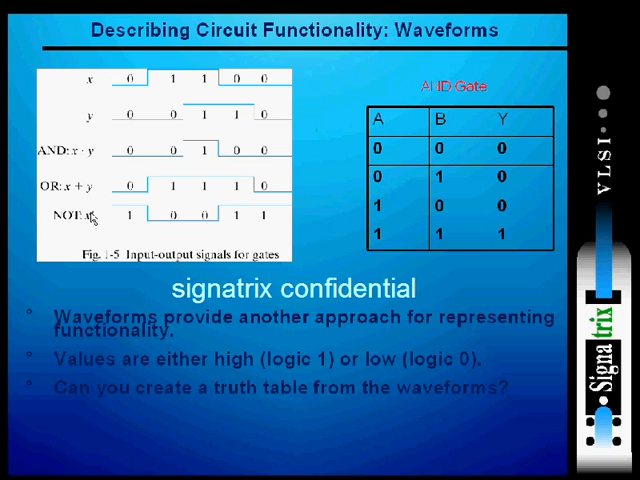 Describing Circuit Functionality: Waveforms
x 0 1 1 0 0
y 0 0 1 1 0
AND: x · y 0 0 1 0 0
OR: x + y 0 1 1 1 0
NOT: x' 1 0 0 1 1
Fig. 1-5 Input-output signals for gates
AND Gate
A B Y
0 0 0
0 1 0
1 0 0
1 1 1
signatrix confidential
° Waveforms provide another approach for representing
functionality.
° Values are either high (logic 1) or low (logic 0).
° Can you create a truth table from the waveforms?
VLSI
Signatrix